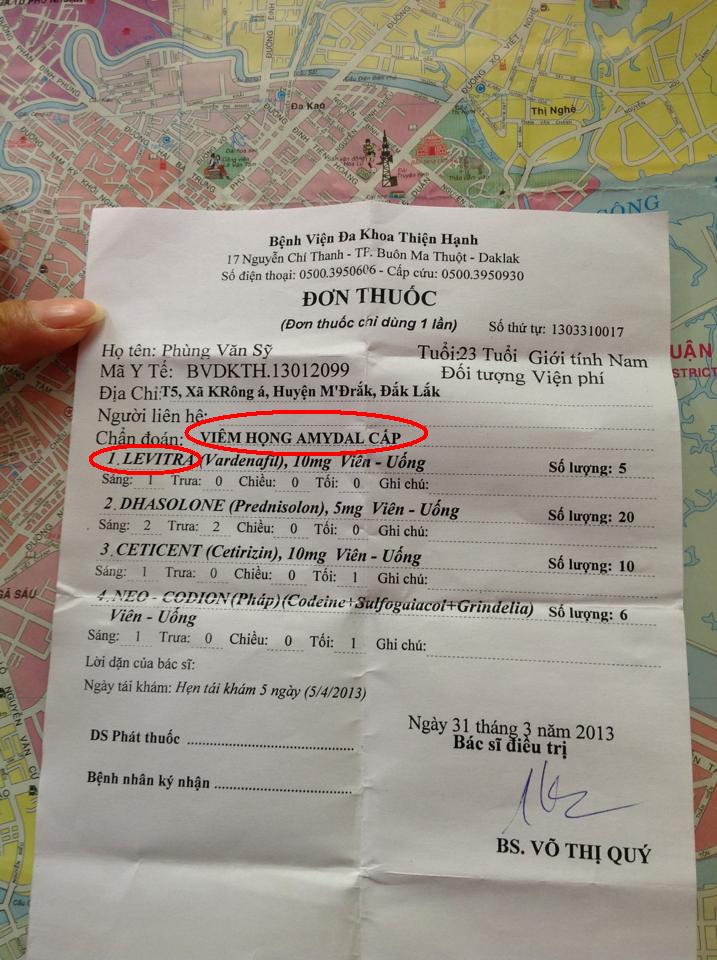 Đa Kao
Thị Nghè
Bệnh Viện Đa Khoa Thiện Hạnh
17 Nguyễn Chí Thanh - TP. Buôn Ma Thuột - Daklak
Số điện thoại: 0500.3950606 - Cấp cứu: 0500.3950930
ĐƠN THUỐC
(Đơn thuốc chỉ dùng 1 lần) Số thứ tự: 1303310017
Họ tên: Phùng Văn Sỹ Tuổi:23 Tuổi Giới tính Nam
Mã Y Tế: BVDKTH.13012099 Đối tượng Viện phí
Địa Chỉ:T5, Xã KRông á, Huyện M'Đrắk, Đắk Lắk
Người liên hệ:
Chẩn đoán: VIÊM HỌNG AMYDAL CẤP
1. LEVITRA (Vardenafil), 10mg Viên - Uống Số lượng: 5
Sáng: 1 Trưa: 0 Chiều: 0 Tối: 0 Ghi chú:
2. DHASOLONE (Prednisolon), 5mg Viên - Uống Số lượng: 20
Sáng: 2 Trưa: 2 Chiều: 0 Tối: 0 Ghi chú:
3. CETICENT (Cetirizin), 10mg Viên - Uống Số lượng: 10
Sáng: 1 Trưa: 0 Chiều: 0 Tối: 1 Ghi chú:
4. NEO - CODION (Pháp) (Codeine+Sulfogaiacol+Grindelia) Số lượng: 6
Viên - Uống
Sáng: 1 Trưa: 0 Chiều: 0 Tối: 1 Ghi chú:
Lời dặn của bác sĩ:
Ngày tái khám: Hẹn tái khám 5 ngày (5/4/2013)
Ngày 31 tháng 3 năm 2013
DS Phát thuốc Bác sĩ điều trị
Bệnh nhân ký nhận
BS. VÕ THỊ QUÝ